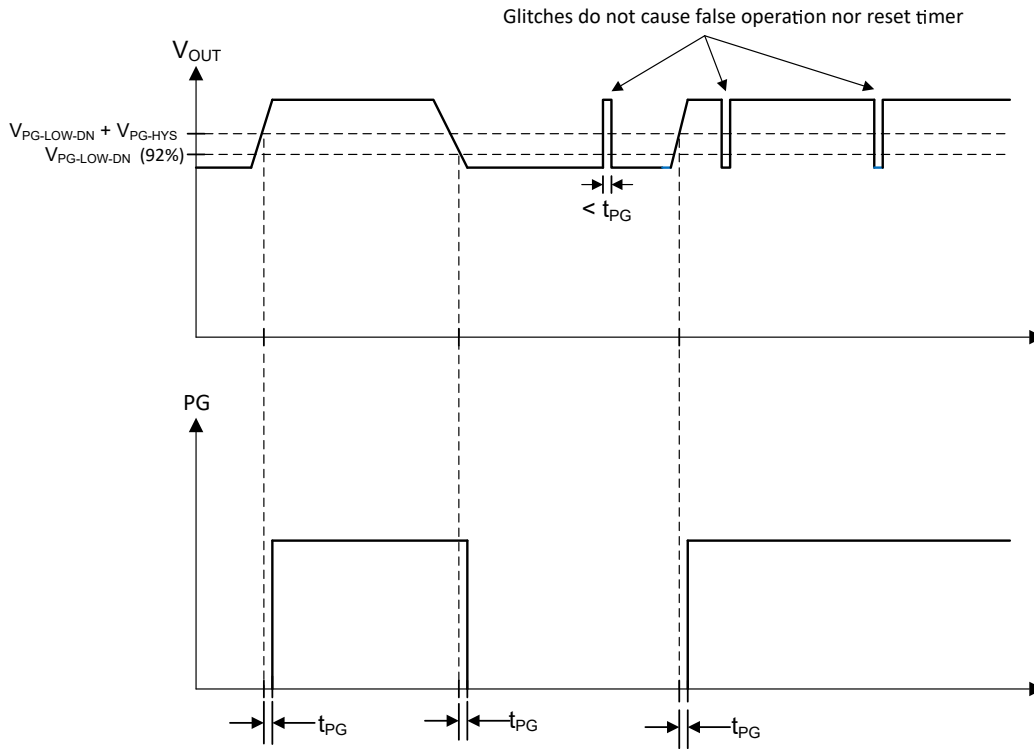 Glitches do not cause false operation nor reset timer
VOUT
VPG-LOW-DN + VPG-HYS
VPG-LOW-DN (92%)
< tPG
PG
tPG
tPG
tPG